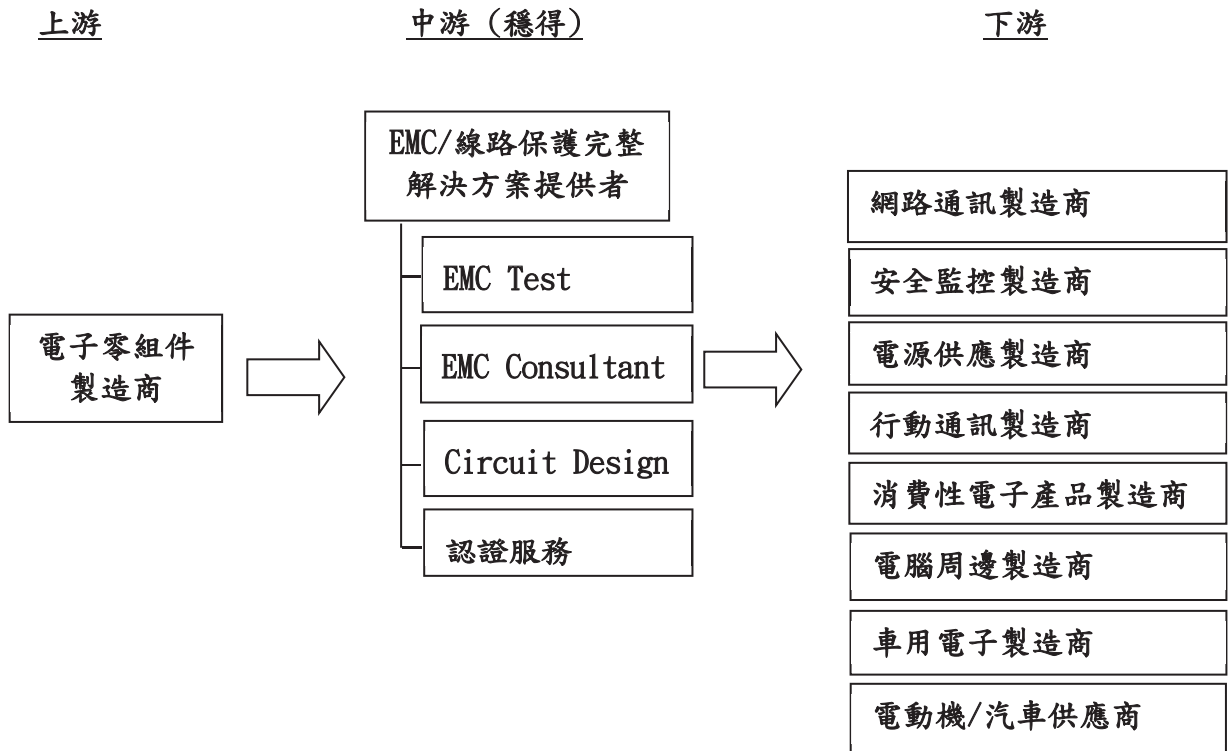 上游
中游 (穩得)
下游
電子零組件
製造商
EMC/線路保護完整
解決方案提供者
EMC Test
EMC Consultant
Circuit Design
認證服務
網路通訊製造商
安全監控製造商
電源供應製造商
行動通訊製造商
消費性電子產品製造商
電腦周邊製造商
車用電子製造商
電動機/汽車供應商